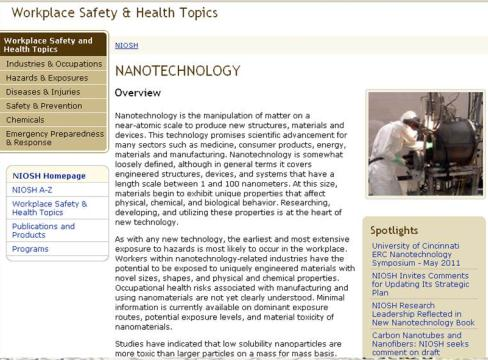 Workplace Safety & Health Topics
Workplace Safety and
Health Topics
Industries & Occupations
Hazards & Exposures
Diseases & Injuries
Safety & Prevention
Chemicals
Emergency Preparedness
& Response
NIOSH Homepage
NIOSH A-Z
Workplace Safety &
Health Topics
Publications and
Products
Programs
NIOSH
NANOTECHNOLOGY
Overview
Nanotechnology is the manipulation of matter on a
near-atomic scale to produce new structures, materials and
devices. This technology promises scientific advancement for
many sectors such as medicine, consumer products, energy,
materials and manufacturing. Nanotechnology is somewhat
loosely defined, although in general terms it covers
engineered structures, devices, and systems that have a
length scale between 1 and 100 nanometers. At this size,
materials begin to exhibit unique properties that affect
physical, chemical, and biological behavior. Researching,
developing, and utilizing these properties is at the heart of
new technology.
As with any new technology, the earliest and most extensive
exposure to hazards is most likely to occur in the workplace.
Workers within nanotechnology-related industries have the
potential to be exposed to uniquely engineered materials with
novel sizes, shapes, and physical and chemical properties.
Occupational health risks associated with manufacturing and
using nanomaterials are not yet clearly understood. Minimal
information is currently available on dominant exposure
routes, potential exposure levels, and material toxicity of
nanomaterials.
Studies have indicated that low solubility nanoparticles are
more toxic than larger particles on a mass for mass basis.
Spotlights
University of Cincinnati
ERC Nanotechnology
Symposium - May 2011
NIOSH Invites Comments
for Updating Its Strategic
Plan
NIOSH Research
Leadership Reflected in
New Nanotechnology Book
Carbon Nanotubes and
Nanofibers: NIOSH seeks
comment on draft